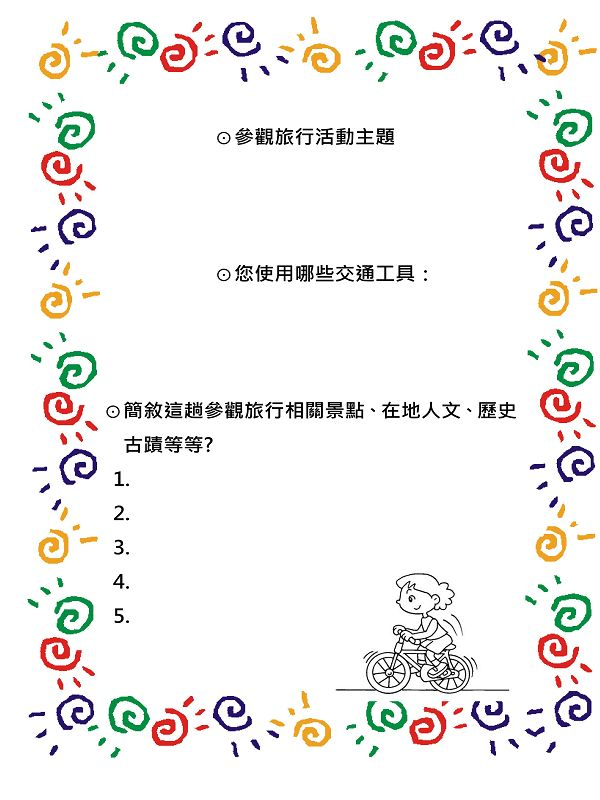 ⊙參觀旅行活動主題
⊙您使用哪些交通工具：
⊙簡敘這趟參觀旅行相關景點、在地人文、歷史
古蹟等等?
1.
2.
3.
4.
5.